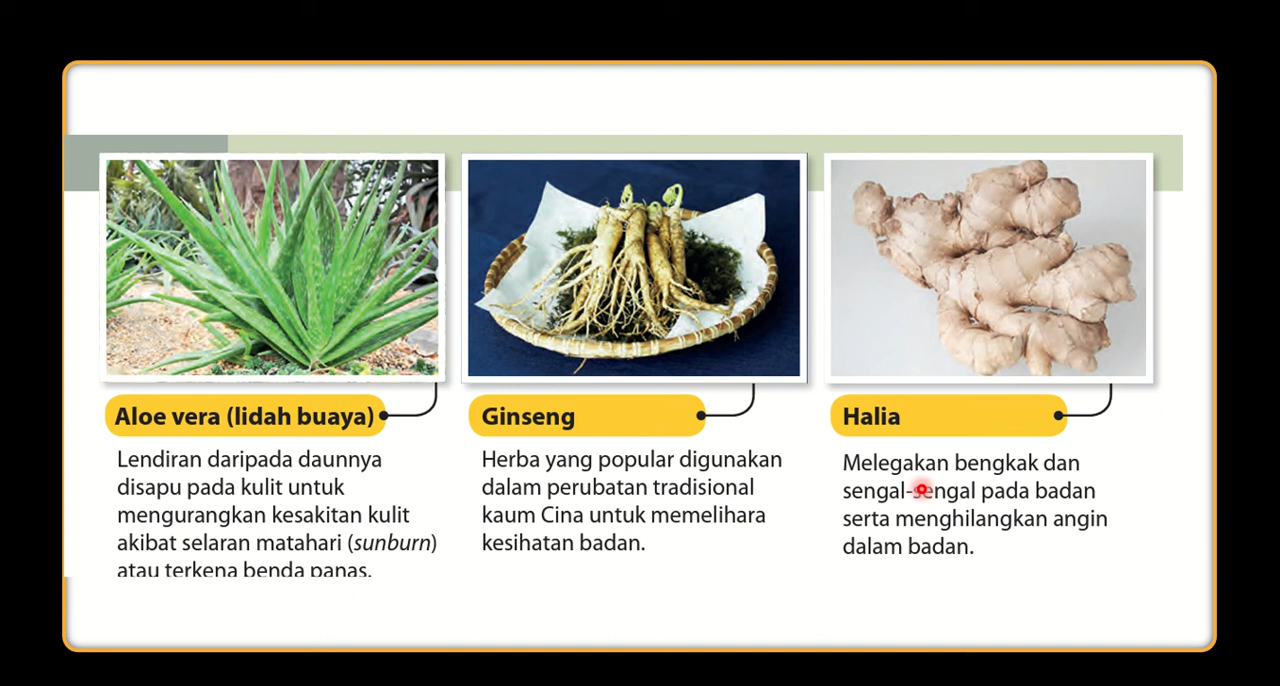 Aloe vera (lidah buaya)
Lendiran daripada daunnya
disapu pada kulit untuk
mengurangkan kesakitan kulit
akibat selaran matahari (sunburn)
atau terkena benda panas.
Ginseng
Herba yang popular digunakan
dalam perubatan tradisional
kaum Cina untuk memelihara
kesihatan badan.
Halia
Melegakan bengkak dan
sengal-sengal pada badan
serta menghilangkan angin
dalam badan.